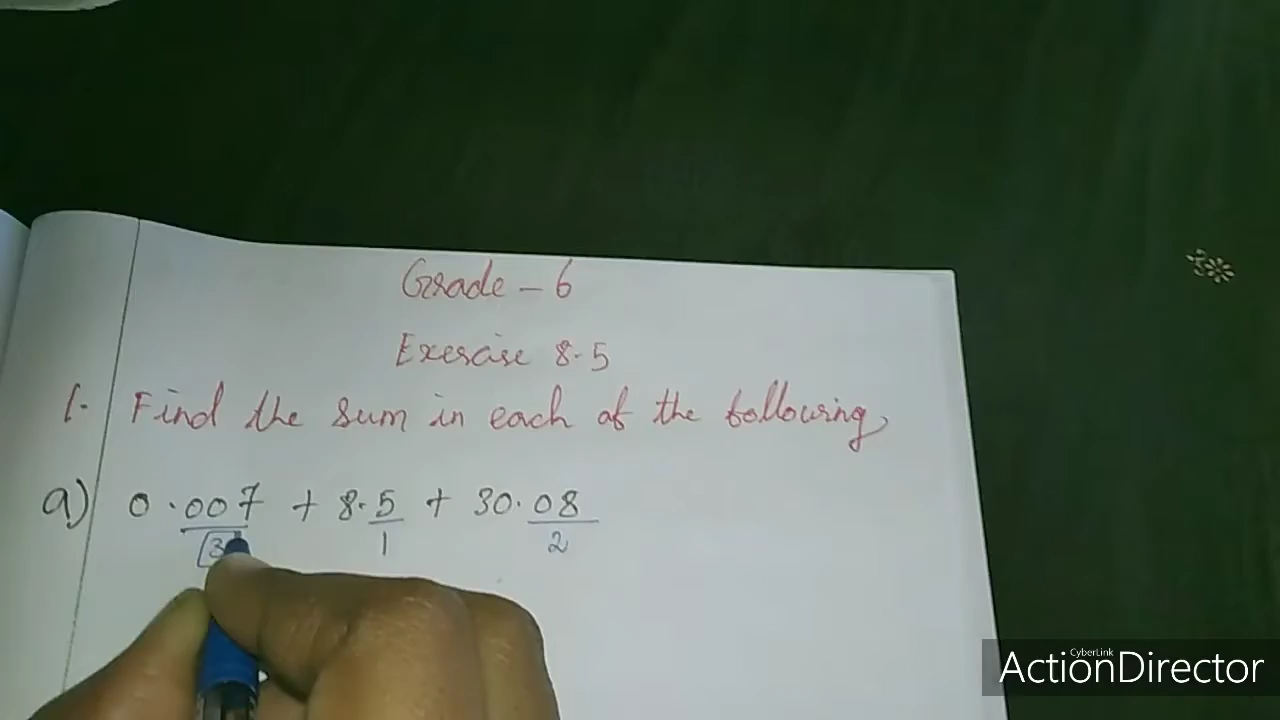 Grade - 6
Exercise 8.5
1. Find the sum in each of the following,
a) 0.007 + 8.5 + 30.08
3 1 2
CyberLink
ActionDirector